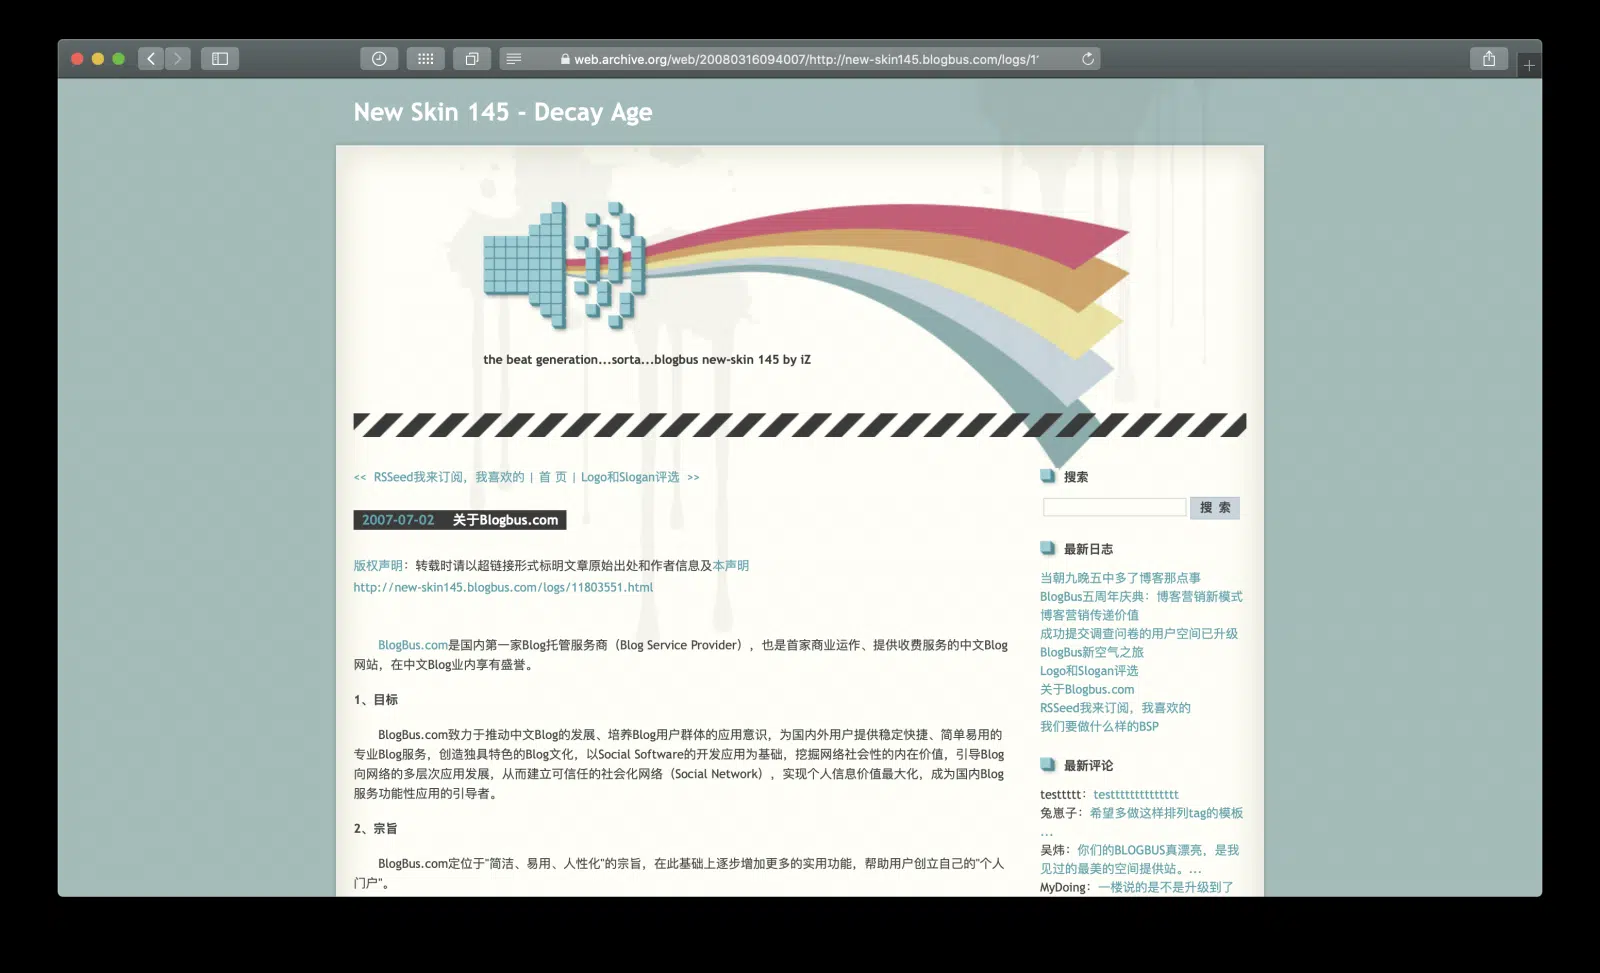 web.archive.org/web/20080316094007/http://new-skin145.blogbus.com/logs/1
New Skin 145 - Decay Age
the beat generation...sorta...blogbus new-skin 145 by iZ
<< RSSeed我来订阅，我喜欢的 | 首 页 | Logo和Slogan评选 >>
2007-07-02 关于Blogbus.com
版权声明：转载时请以超链接形式标明文章原始出处和作者信息及本声明
http://new-skin145.blogbus.com/logs/11803551.html
BlogBus.com是国内第一家Blog托管服务商（Blog Service Provider），也是首家商业运作、提供收费服务的中文Blog
网站，在中文Blog业内享有盛誉。
1、目标
BlogBus.com致力于推动中文Blog的发展、培养Blog用户群体的应用意识，为国内外用户提供稳定快捷、简单易用的
专业Blog服务，创造独具特色的Blog文化，以Social Software的开发应用为基础，挖掘网络社会性的内在价值，引导Blog
向网络的多层次应用发展，从而建立可信任的社会化网络（Social Network），实现个人信息价值最大化，成为国内Blog
服务功能性应用的引导者。
2、宗旨
BlogBus.com定位于"简洁、易用、人性化"的宗旨，在此基础上逐步增加更多的实用功能，帮助用户创立自己的"个人
门户"。
搜索
搜 索
最新日志
当朝九晚五中多了博客那点事
BlogBus五周年庆典：博客营销新模式
博客营销传递价值
成功提交调查问卷的用户空间已升级
BlogBus新空气之旅
Logo和Slogan评选
关于Blogbus.com
RSSeed我来订阅，我喜欢的
我们要做什么样的BSP
最新评论
testtttt：testttttttttttttt
兔崽子：希望多做这样排列tag的模板
...
吴炜：你们的BLOGBUS真漂亮，是我
见过的最美的空间提供站。...
MyDoing：一楼说的是不是升级到了